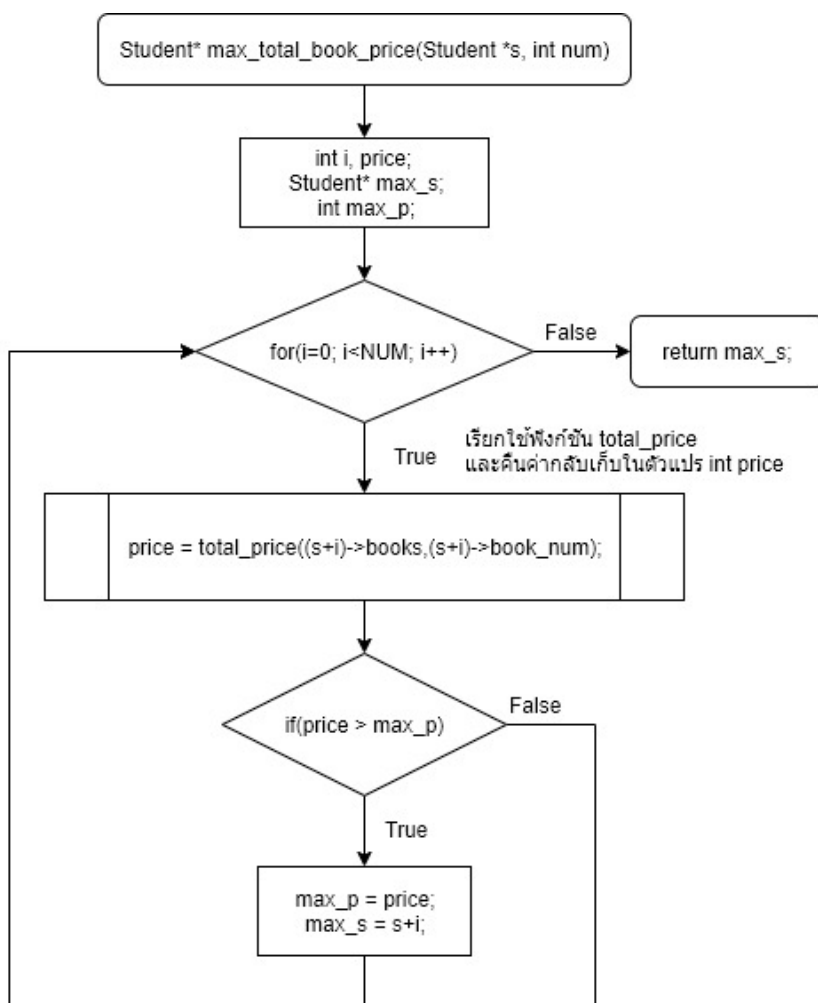 Student* max_total_book_price(Student *s, int num)
int i, price;
Student* max_s;
int max_p;
for(i=0; i<NUM; i++)
False
return max_s;
True
เรียกใช้ฟังก์ชัน total_price
และคืนค่ากลับเก็บในตัวแปร int price
price = total_price((s+i)->books,(s+i)->book_num);
if(price > max_p)
False
True
max_p = price;
max_s = s+i;